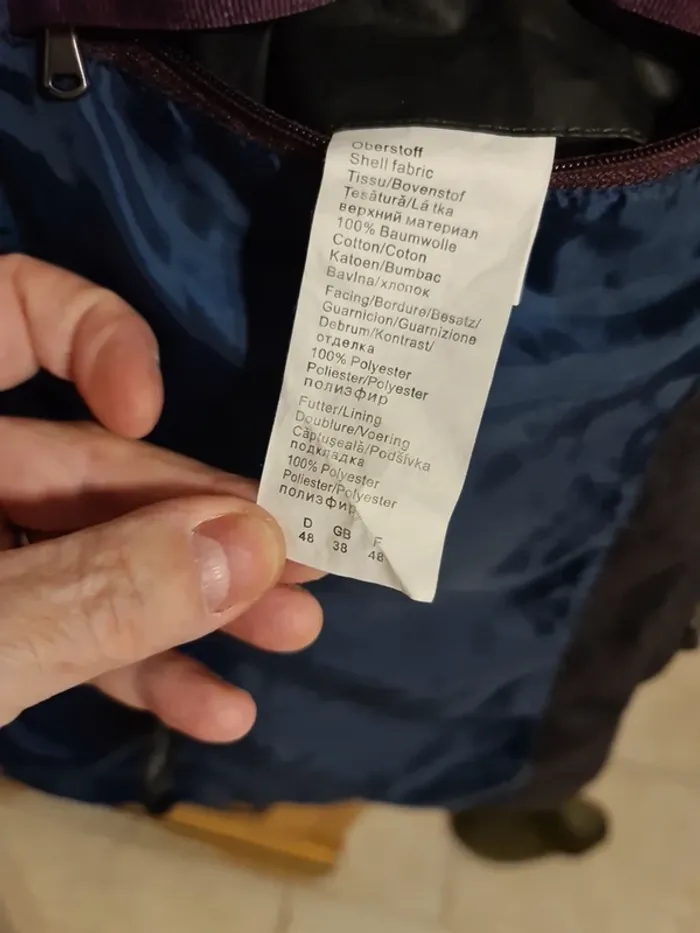 Oberstoff
Shell fabric
Tissu/Bovenstof
Tesătură/Lá tka
верхний материал
100% Baumwolle
Cotton/Coton
Katoen/Bumbac
Bavlna/хлопок
Facing/Bordure/Besatz/
Guarnicion/Guarnizione
Debrum/Kontrast/
отделка
100% Polyester
Poliester/Polyester
полизфир
Futter/Lining
Doublure/Voering
Căptuşeală/Podšívka
подкладка
100% Polyester
Poliester/Polyester
полизфир
D GB F
48 38 48